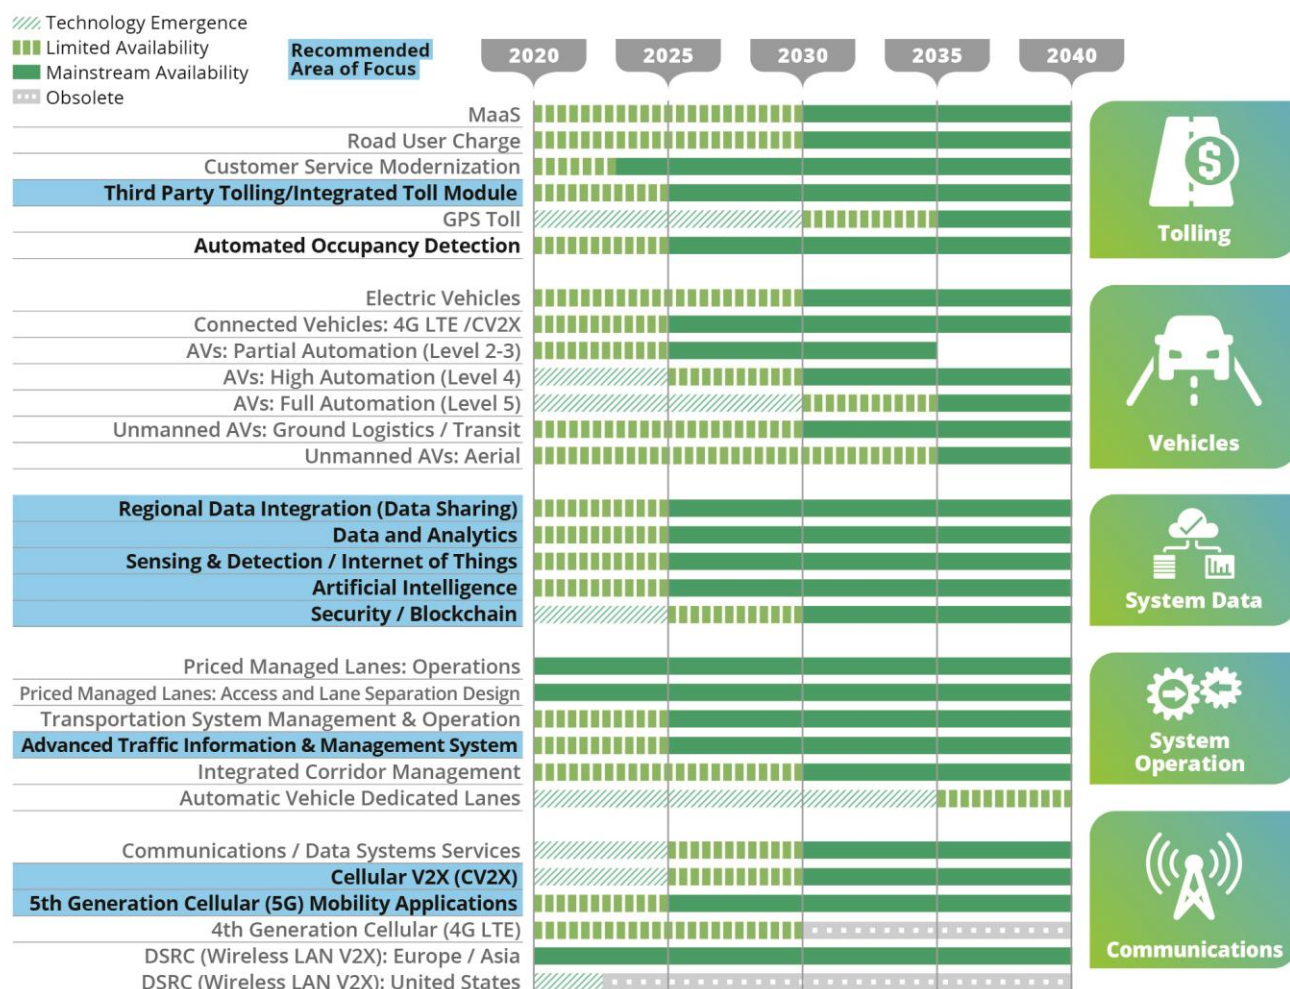 Technology Emergence
Limited Availability
Mainstream Availability
Obsolete
Recommended
Area of Focus
2020
2025
2030
2035
2040
MaaS
Road User Charge
Customer Service Modernization
Third Party Tolling/Integrated Toll Module
GPS Toll
Automated Occupancy Detection
Tolling
Electric Vehicles
Connected Vehicles: 4G LTE /CV2X
AVs: Partial Automation (Level 2-3)
AVs: High Automation (Level 4)
AVs: Full Automation (Level 5)
Unmanned AVs: Ground Logistics / Transit
Unmanned AVs: Aerial
Vehicles
Regional Data Integration (Data Sharing)
Data and Analytics
Sensing & Detection / Internet of Things
Artificial Intelligence
Security / Blockchain
System Data
Priced Managed Lanes: Operations
Priced Managed Lanes: Access and Lane Separation Design
Transportation System Management & Operation
Advanced Traffic Information & Management System
Integrated Corridor Management
Automatic Vehicle Dedicated Lanes
System
Operation
Communications / Data Systems Services
Cellular V2X (CV2X)
5th Generation Cellular (5G) Mobility Applications
4th Generation Cellular (4G LTE)
DSRC (Wireless LAN V2X): Europe / Asia
DSRC (Wireless LAN V2X): United States
Communications